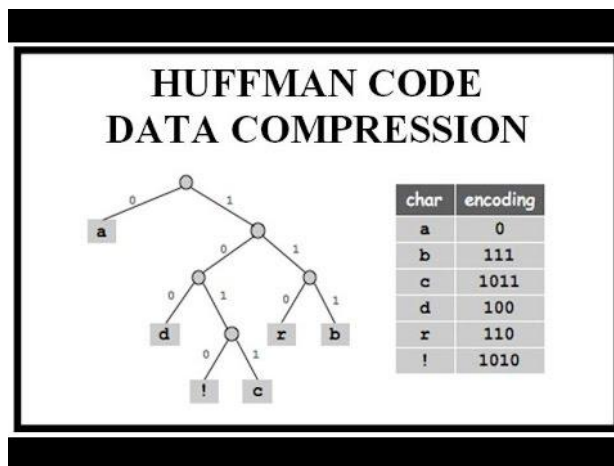 HUFFMAN CODE
DATA COMPRESSION
0 1
a
0 1
0 1 0 1
d r b
0 1
! c
char encoding
a 0
b 111
c 1011
d 100
r 110
! 1010